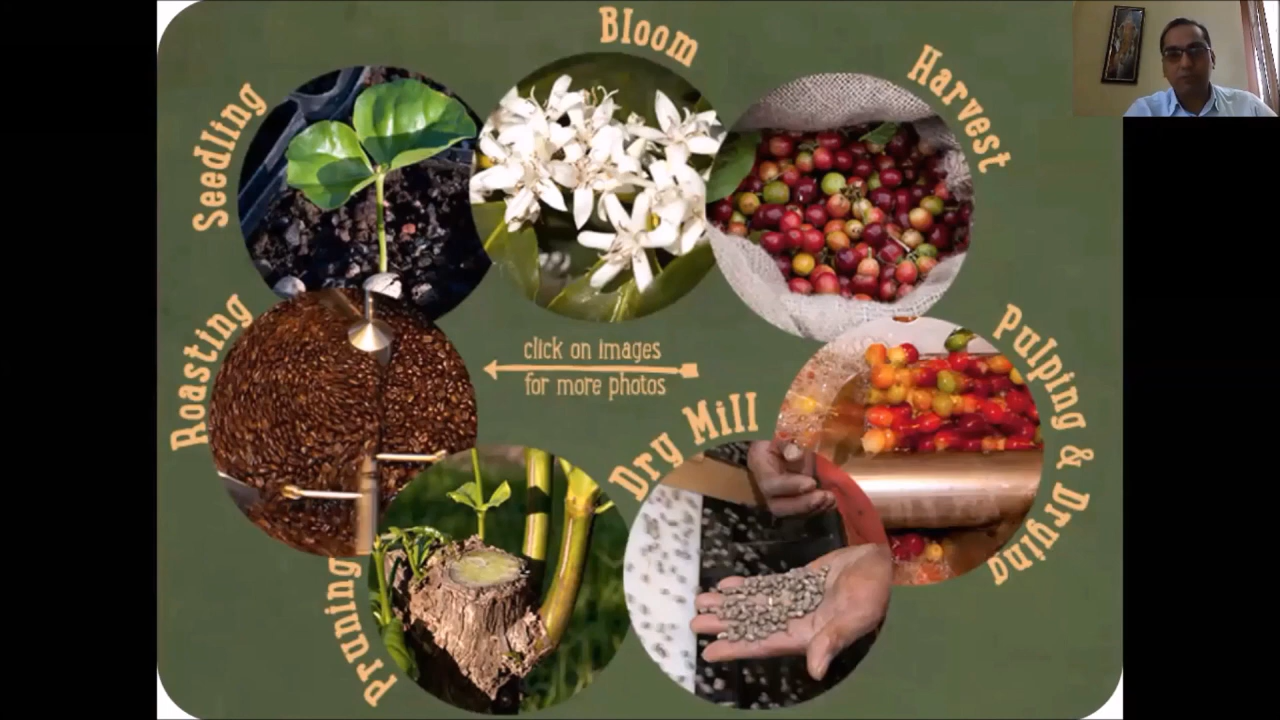 Bloom
Harvest
Seedling
Roasting
click on images
for more photos
Pulping & Drying
Dry Mill
Pruning